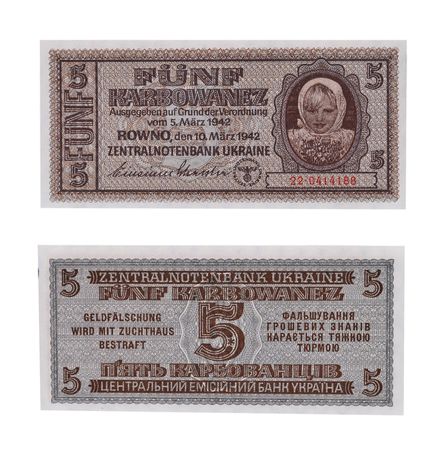 5
FÜNF
5
FÜNF
KARBOWANEZ
Ausgegeben auf Grund der Verordnung
vom 5. März 1942
ROWNO, den 10. März 1942
ZENTRALNOTENBANK UKRAINE
5
5
22·0414188
5
ZENTRALNOTENBANK UKRAINE
5
FÜNF KARBOWANEZ
GELDFÄLSCHUNG
WIRD MIT ZUCHTHAUS
BESTRAFT
5
ФАЛЬШУВАННЯ
ГРОШЕВИХ ЗНАКІВ
КАРАЄТЬСЯ ТЯЖКОЮ
ТЮРМОЮ
П'ЯТЬ КАРБОВАНЦІВ
5
ЦЕНТРАЛЬНИЙ ЕМІСІЙНИЙ БАНК УКРАЇНА
5